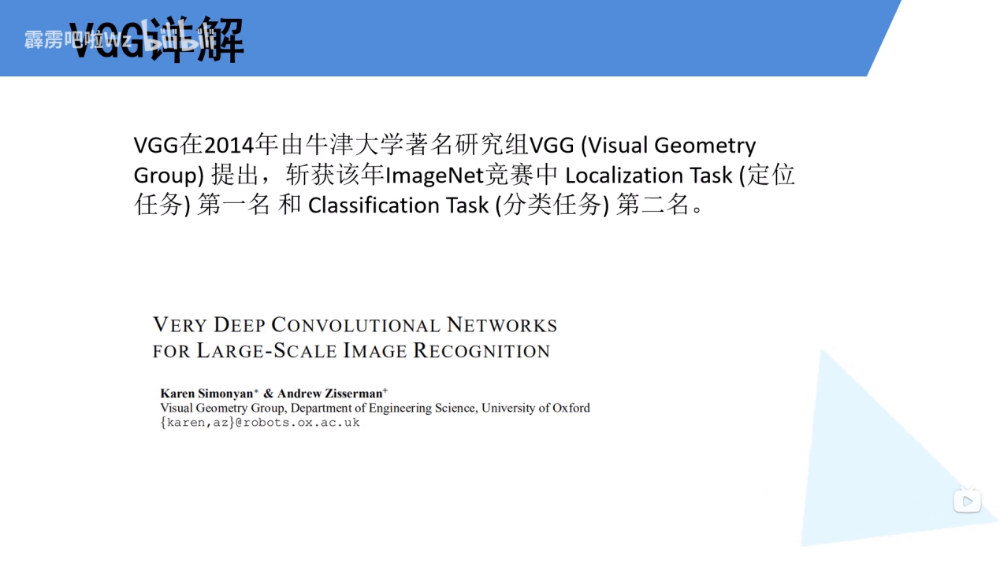 VGG详解
霹雳吧啦Wz bilibili
VGG在2014年由牛津大学著名研究组VGG (Visual Geometry
Group) 提出，斩获该年ImageNet竞赛中 Localization Task (定位
任务) 第一名 和 Classification Task (分类任务) 第二名。
VERY DEEP CONVOLUTIONAL NETWORKS
FOR LARGE-SCALE IMAGE RECOGNITION
Karen Simonyan* & Andrew Zisserman+
Visual Geometry Group, Department of Engineering Science, University of Oxford
{karen,az}@robots.ox.ac.uk